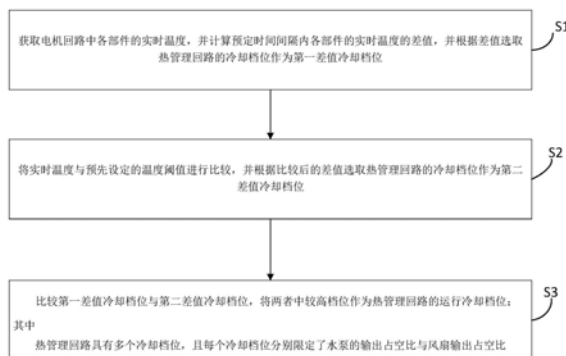 获取电机回路中各部件的实时温度，并计算预定时间间隔内各部件的实时温度的差值，并根据差值选取
热管理回路的冷却档位作为第一差值冷却档位
S1
将实时温度与预先设定的温度阈值进行比较，并根据比较后的差值选取热管理回路的冷却档位作为第二
差值冷却档位
S2
比较第一差值冷却档位与第二差值冷却档位，将两者中较高档位作为热管理回路的运行冷却档位；
其中
热管理回路具有多个冷却档位，且每个冷却档位分别限定了水泵的输出占空比与风扇输出占空比
S3